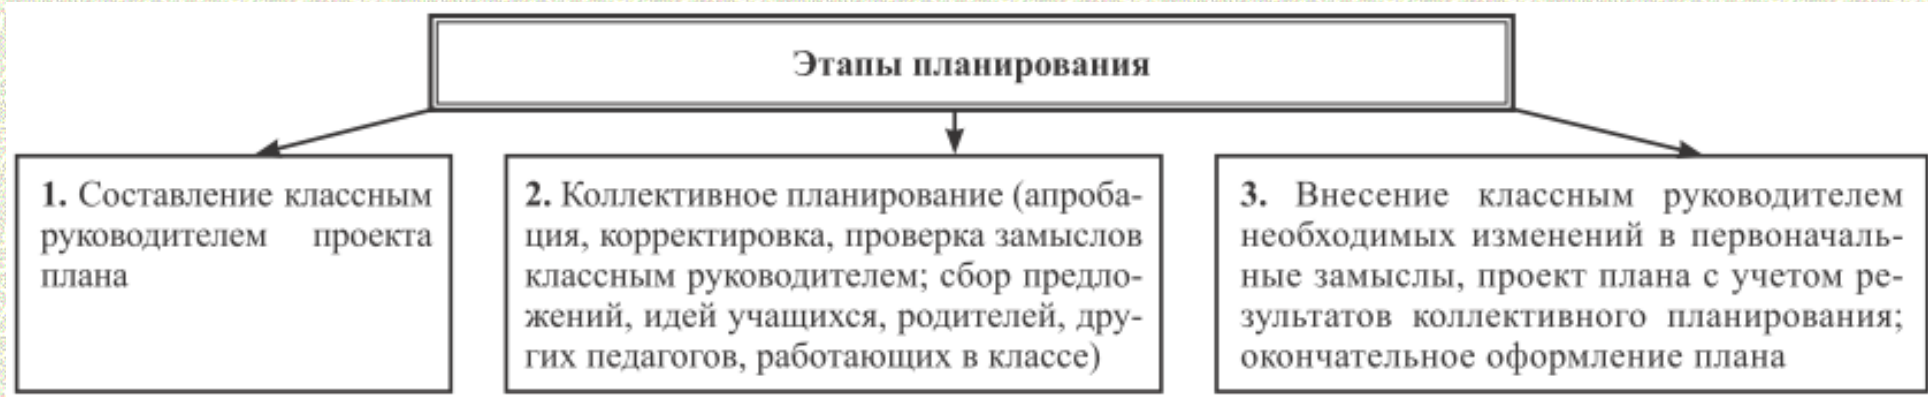 Этапы планирования
1. Составление классным
руководителем проекта
плана
2. Коллективное планирование (апроба-
ция, корректировка, проверка замыслов
классным руководителем; сбор предло-
жений, идей учащихся, родителей, дру-
гих педагогов, работающих в классе)
3. Внесение классным руководителем
необходимых изменений в первоначаль-
ные замыслы, проект плана с учетом ре-
зультатов коллективного планирования;
окончательное оформление плана